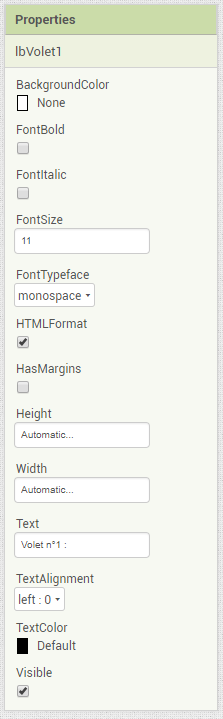 Properties
lbVolet1
BackgroundColor
None
FontBold
FontItalic
FontSize
11
FontTypeface
monospace
HTMLFormat
HasMargins
Height
Automatic...
Width
Automatic...
Text
Volet n°1 :
TextAlignment
left : 0
TextColor
Default
Visible